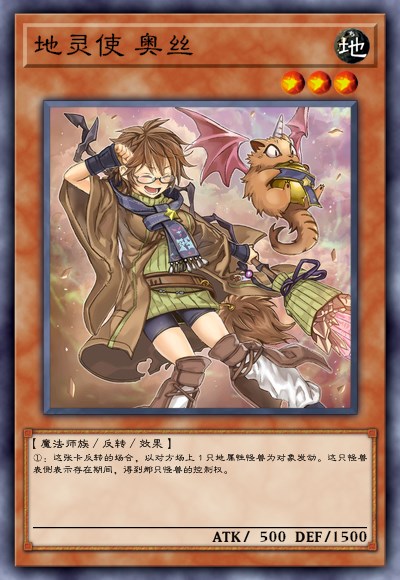 地灵使 奥丝
地
【魔法师族／反转／效果】
①：这张卡反转的场合，以对方场上１只地属性怪兽为对象发动。这只怪兽
表侧表示存在期间，得到那只怪兽的控制权。
ATK/ 500 DEF/1500